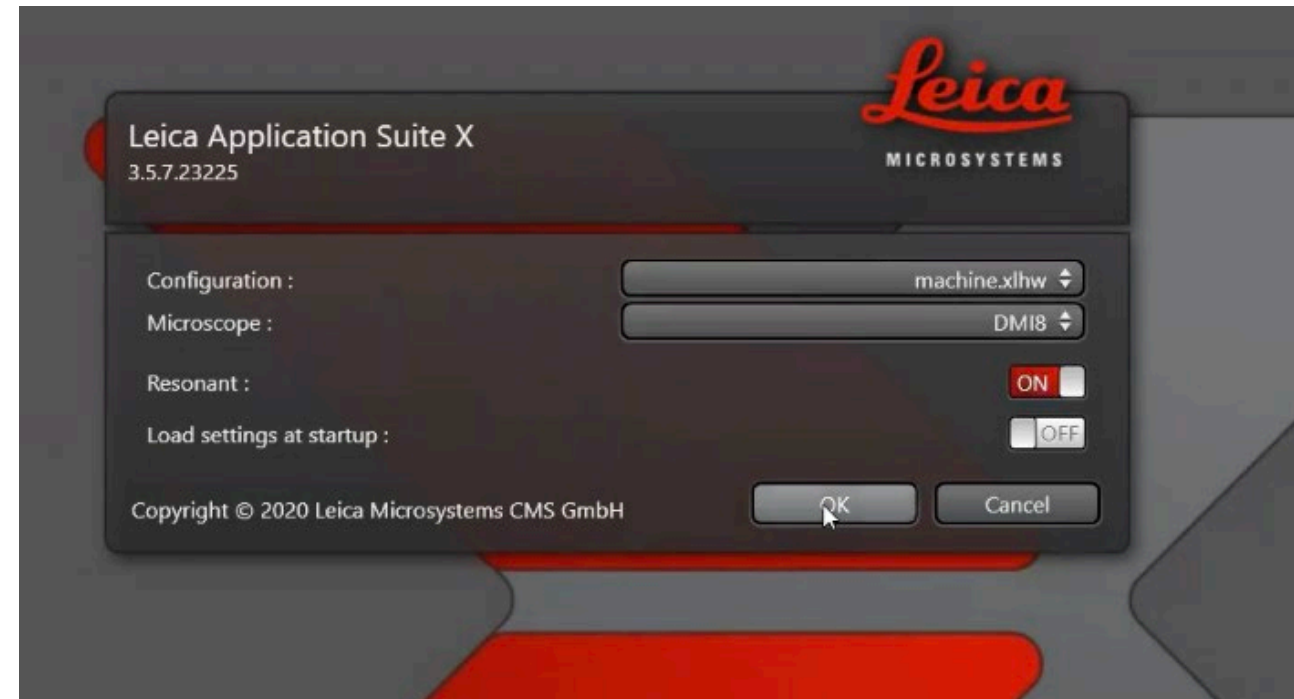 Leica
MICROSYSTEMS
Leica Application Suite X
3.5.7.23225
Configuration : machine.xlhw
Microscope : DMI8
Resonant : ON
Load settings at startup : OFF
Copyright © 2020 Leica Microsystems CMS GmbH OK Cancel